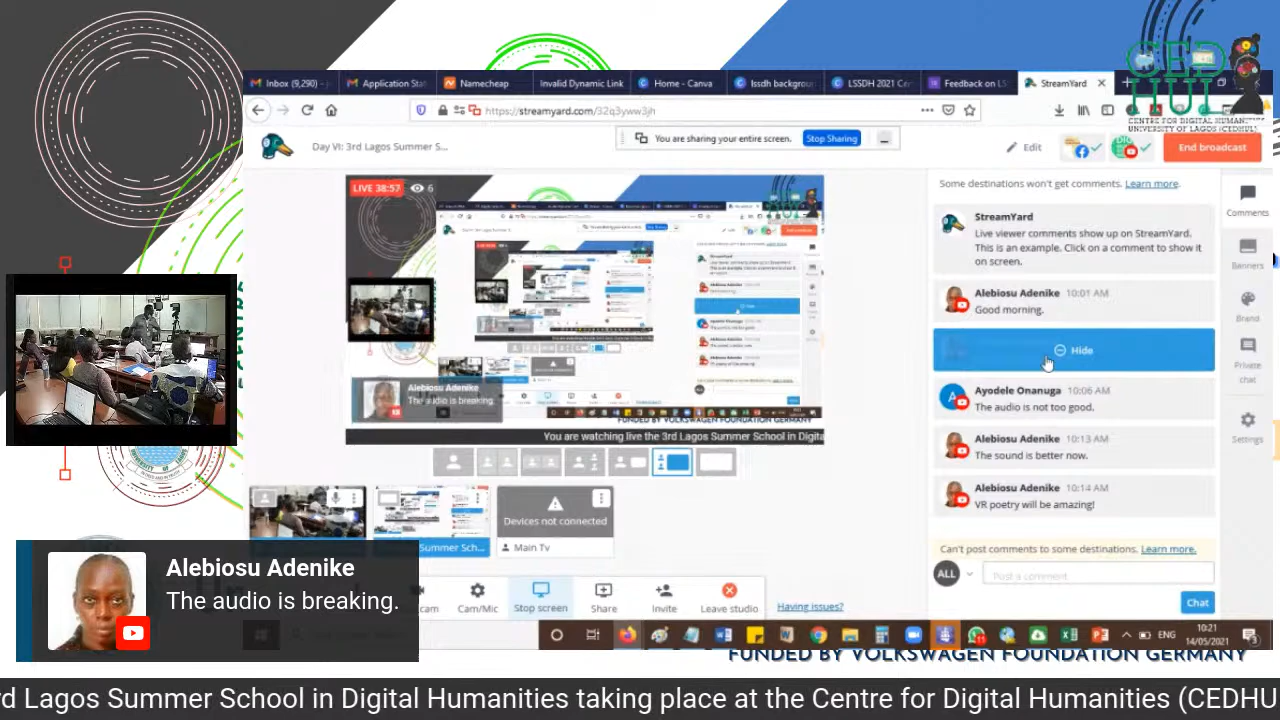 CEDHUL
CENTRE FOR DIGITAL HUMANITIES
UNIVERSITY OF LAGOS (CEDHUL)
Inbox (9,290) –
Application Stat
Namecheap
Invalid Dynamic Link
Home - Canva
lssdh backgrou
LSSDH 2021 Cer
Feedback on LS
StreamYard
https://streamyard.com/32q3yww3jh
Day VI: 3rd Lagos Summer S...
You are sharing your entire screen.
Stop Sharing
Edit
End broadcast
LIVE 38:57
6
Some destinations won't get comments. Learn more.
StreamYard
Live viewer comments show up on StreamYard.
This is an example. Click on a comment to show it
on screen.
Alebiosu Adenike 10:01 AM
Good morning.
Hide
Ayodele Onanuga 10:06 AM
The audio is not too good.
Alebiosu Adenike 10:13 AM
The sound is better now.
Alebiosu Adenike 10:14 AM
VR poetry will be amazing!
Can't post comments to some destinations. Learn more.
ALL
Post a comment
Chat
Comments
Banners
Brand
Private
chat
Settings
Alebiosu Adenike
The audio is breaking.
You are watching live the 3rd Lagos Summer School in Digita
Summer Sch...
Devices not connected
Main Tv
cam
Cam/Mic
Stop screen
Share
Invite
Leave studio
Having issues?
ENG
10:21
14/05/2021
Alebiosu Adenike
The audio is breaking.
FUNDED BY VOLKSWAGEN FOUNDATION GERMANY
rd Lagos Summer School in Digital Humanities taking place at the Centre for Digital Humanities (CEDHU